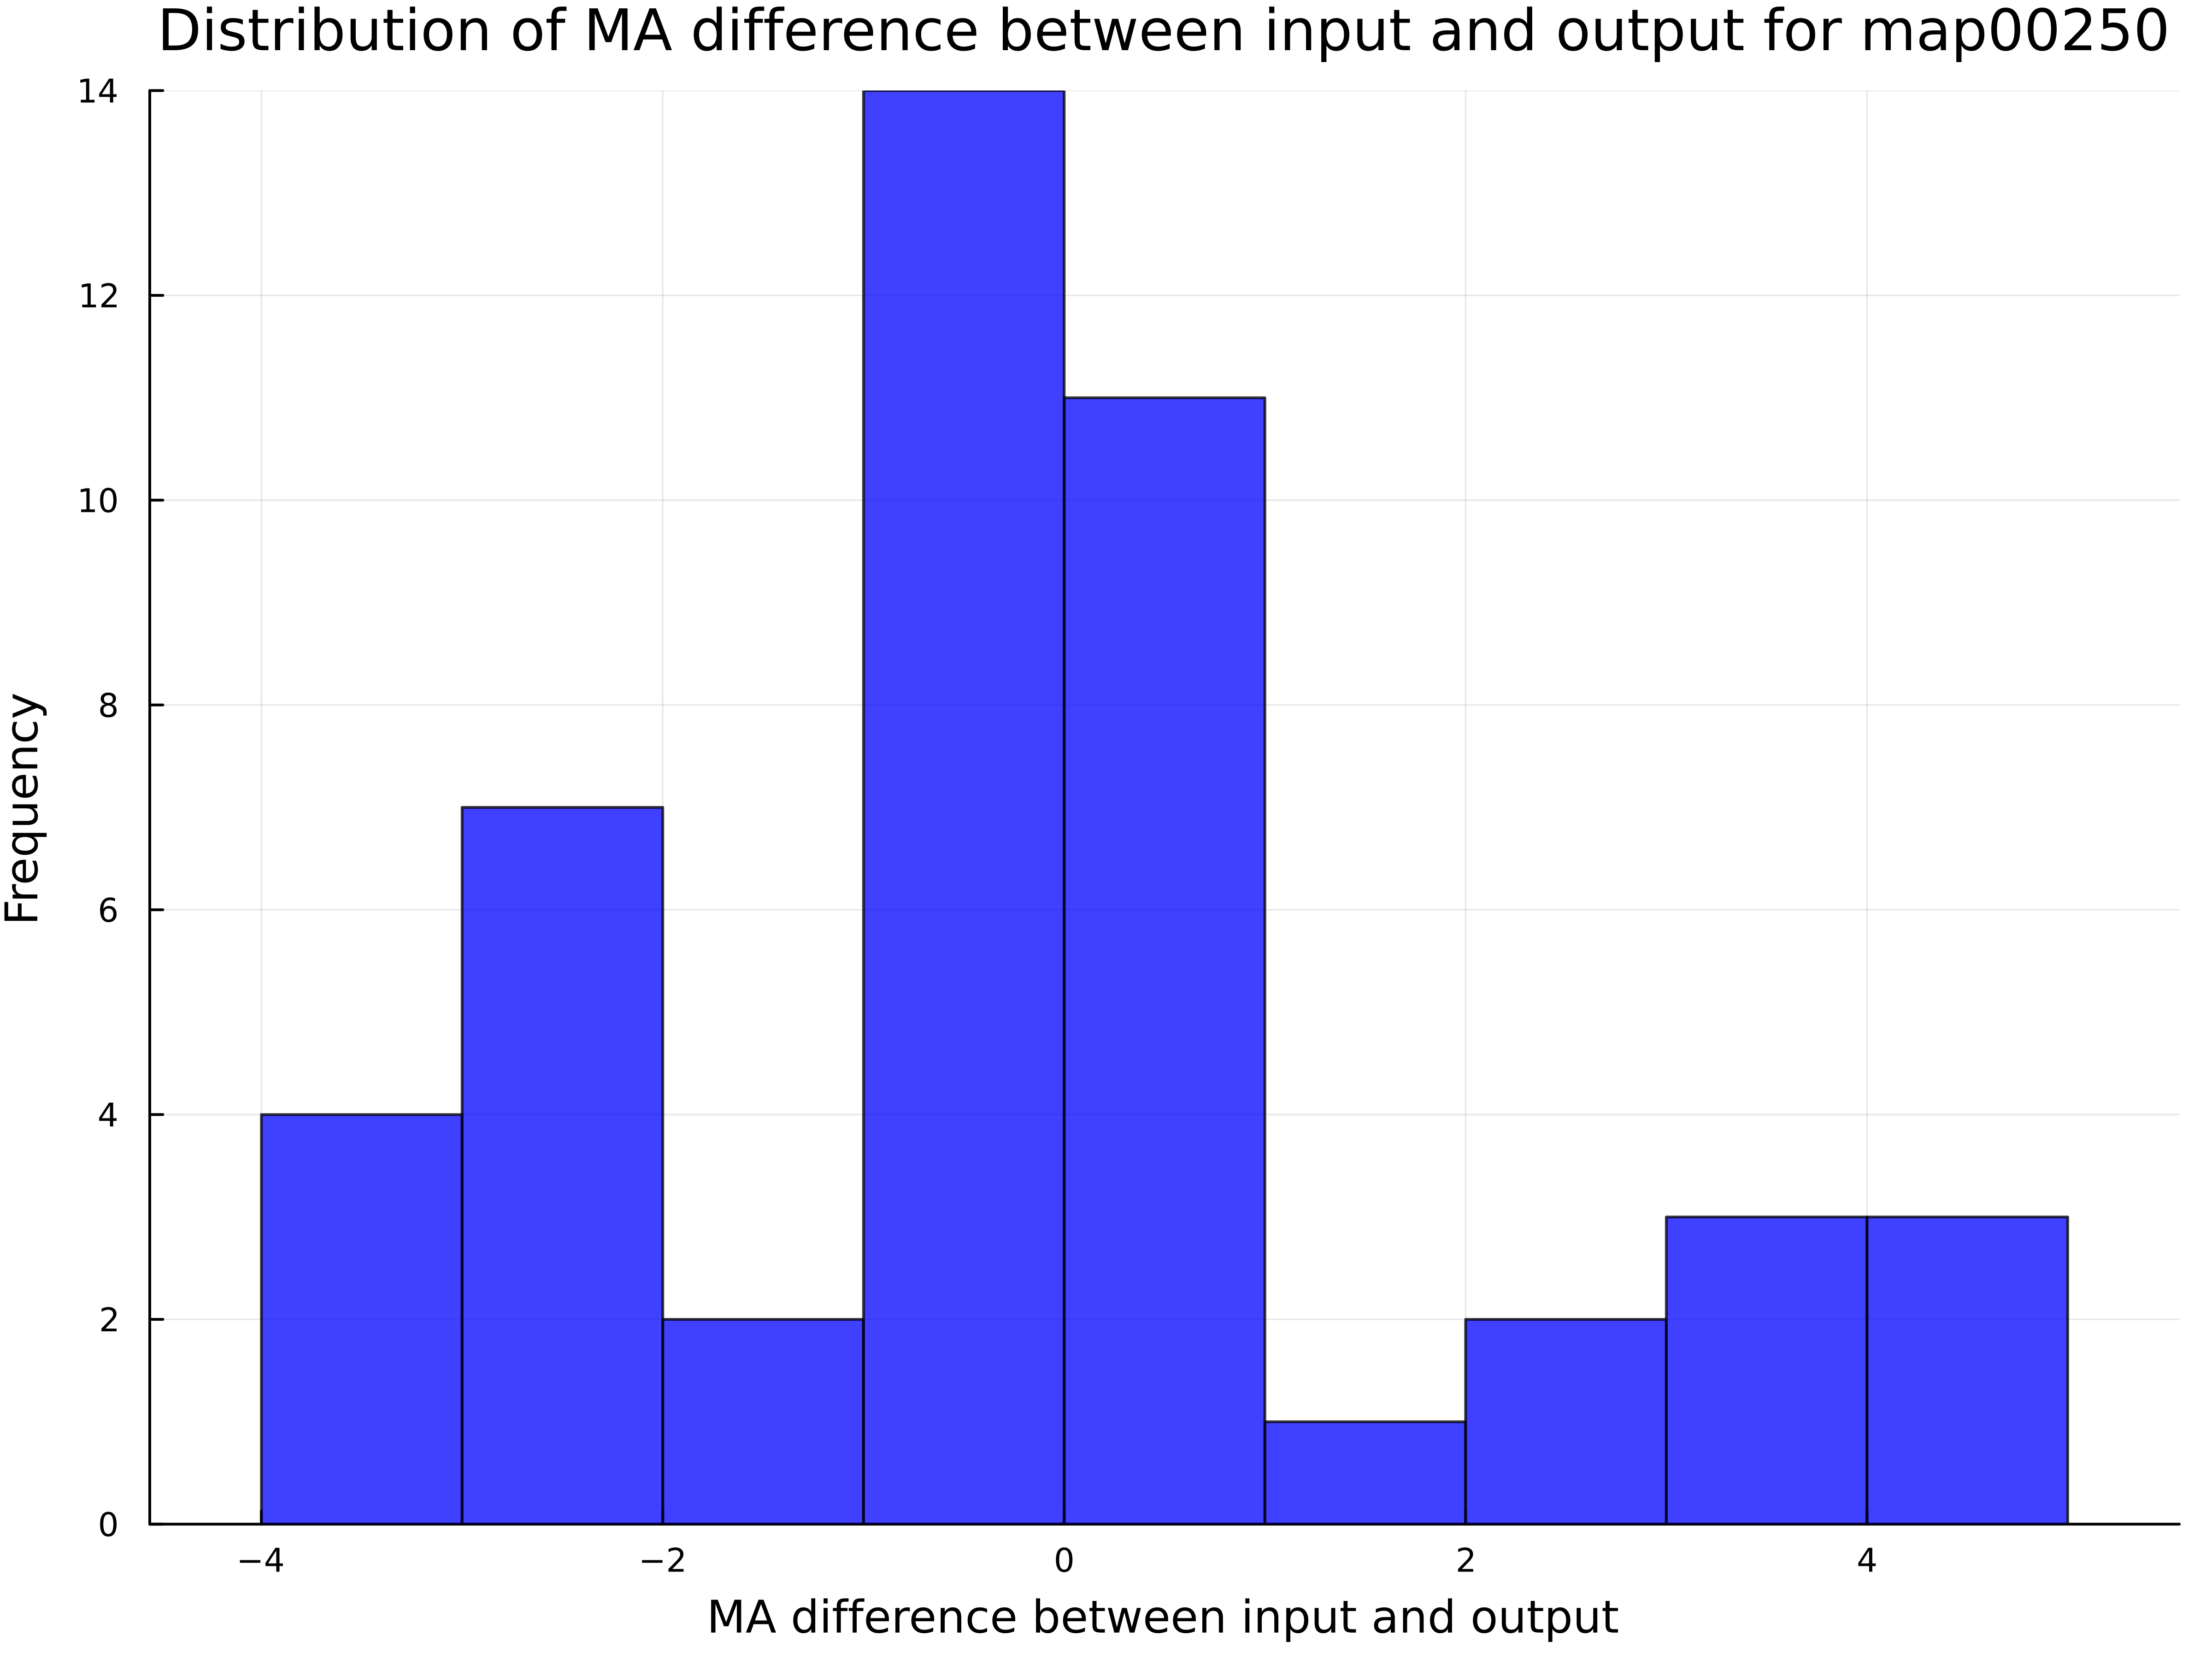 Distribution of MA difference between input and output for map00250
14
12
10
8
6
4
2
0
Frequency
−4 −2 0 2 4
MA difference between input and output